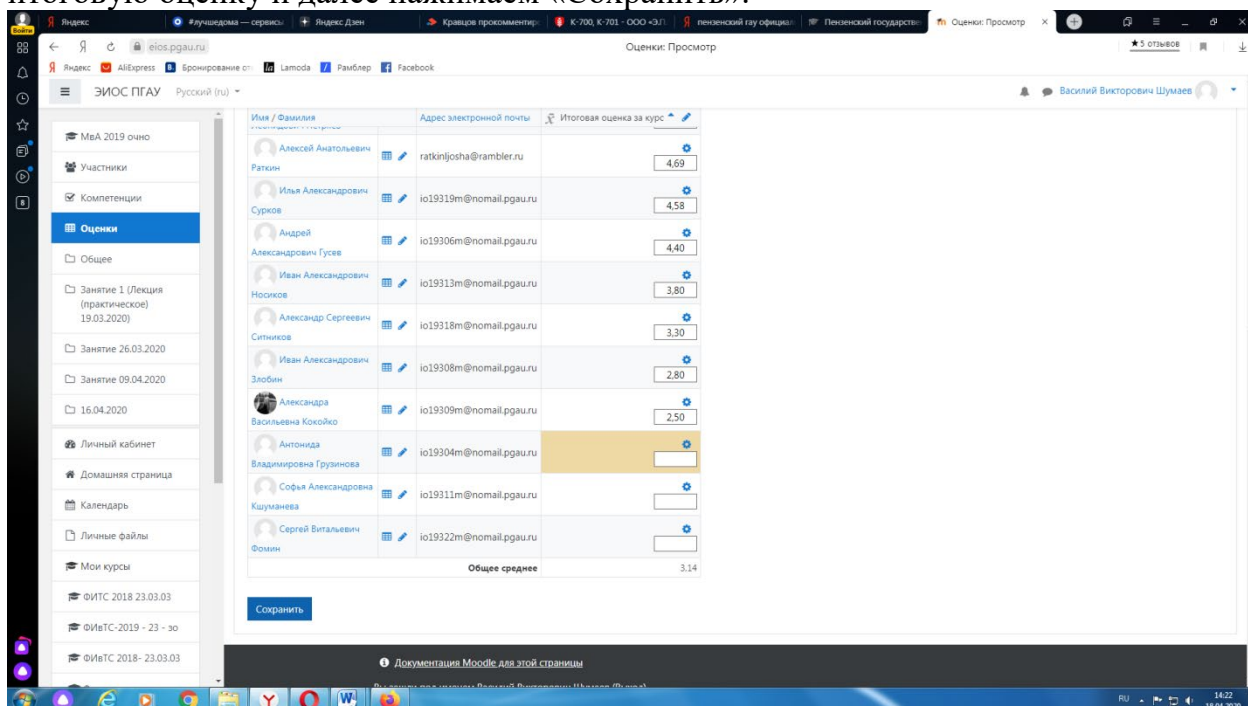 итоговую оценку и далее нажимаем «Сохранить».
Яндекс
#лучшедома — сервисы
Яндекс.Дзен
Кравцов прокомментир
К-700, К-701 - ООО «ЭЛ
пензенский гау официал
Пензенский государстве
Оценки: Просмотр
Войти
eios.pgau.ru
Оценки: Просмотр
★5 отзывов
Яндекс
AliExpress
Бронирование от
Lamoda
Рамблер
Facebook
ЭИОС ПГАУ
Русский (ru)
Василий Викторович Шумаев
МвА 2019 очно
Участники
Компетенции
Оценки
Общее
Занятие 1 (Лекция
(практическое)
19.03.2020)
Занятие 26.03.2020
Занятие 09.04.2020
16.04.2020
Личный кабинет
Домашняя страница
Календарь
Личные файлы
Мои курсы
ФИТС 2018 23.03.03
ФИвТС-2019 - 23 - зо
ФИвТС 2018- 23.03.03
Имя / Фамилия
Адрес электронной почты
Итоговая оценка за курс
Алексей Анатольевич
Раткин
ratkinljosha@rambler.ru
4,69
Илья Александрович
Сурков
io19319m@nomail.pgau.ru
4,58
Андрей
Александрович Гусев
io19306m@nomail.pgau.ru
4,40
Иван Александрович
Носиков
io19313m@nomail.pgau.ru
3,80
Александр Сергеевич
Ситников
io19318m@nomail.pgau.ru
3,30
Иван Александрович
Злобин
io19308m@nomail.pgau.ru
2,80
Александра
Васильевна Кокойко
io19309m@nomail.pgau.ru
2,50
Антонида
Владимировна Грузинова
io19304m@nomail.pgau.ru
Софья Александровна
Кшуманева
io19311m@nomail.pgau.ru
Сергей Витальевич
Фомин
io19322m@nomail.pgau.ru
Общее среднее
3,14
Сохранить
Документация Moodle для этой страницы
RU
14:22
18.04.2020